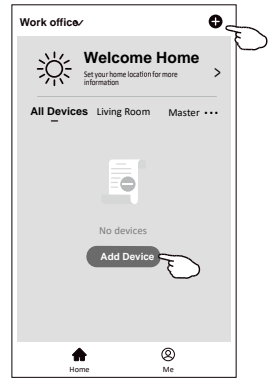 Work office
Welcome Home
Set your home location for more
information
All Devices Living Room Master ...
No devices
Add Device
Home Me